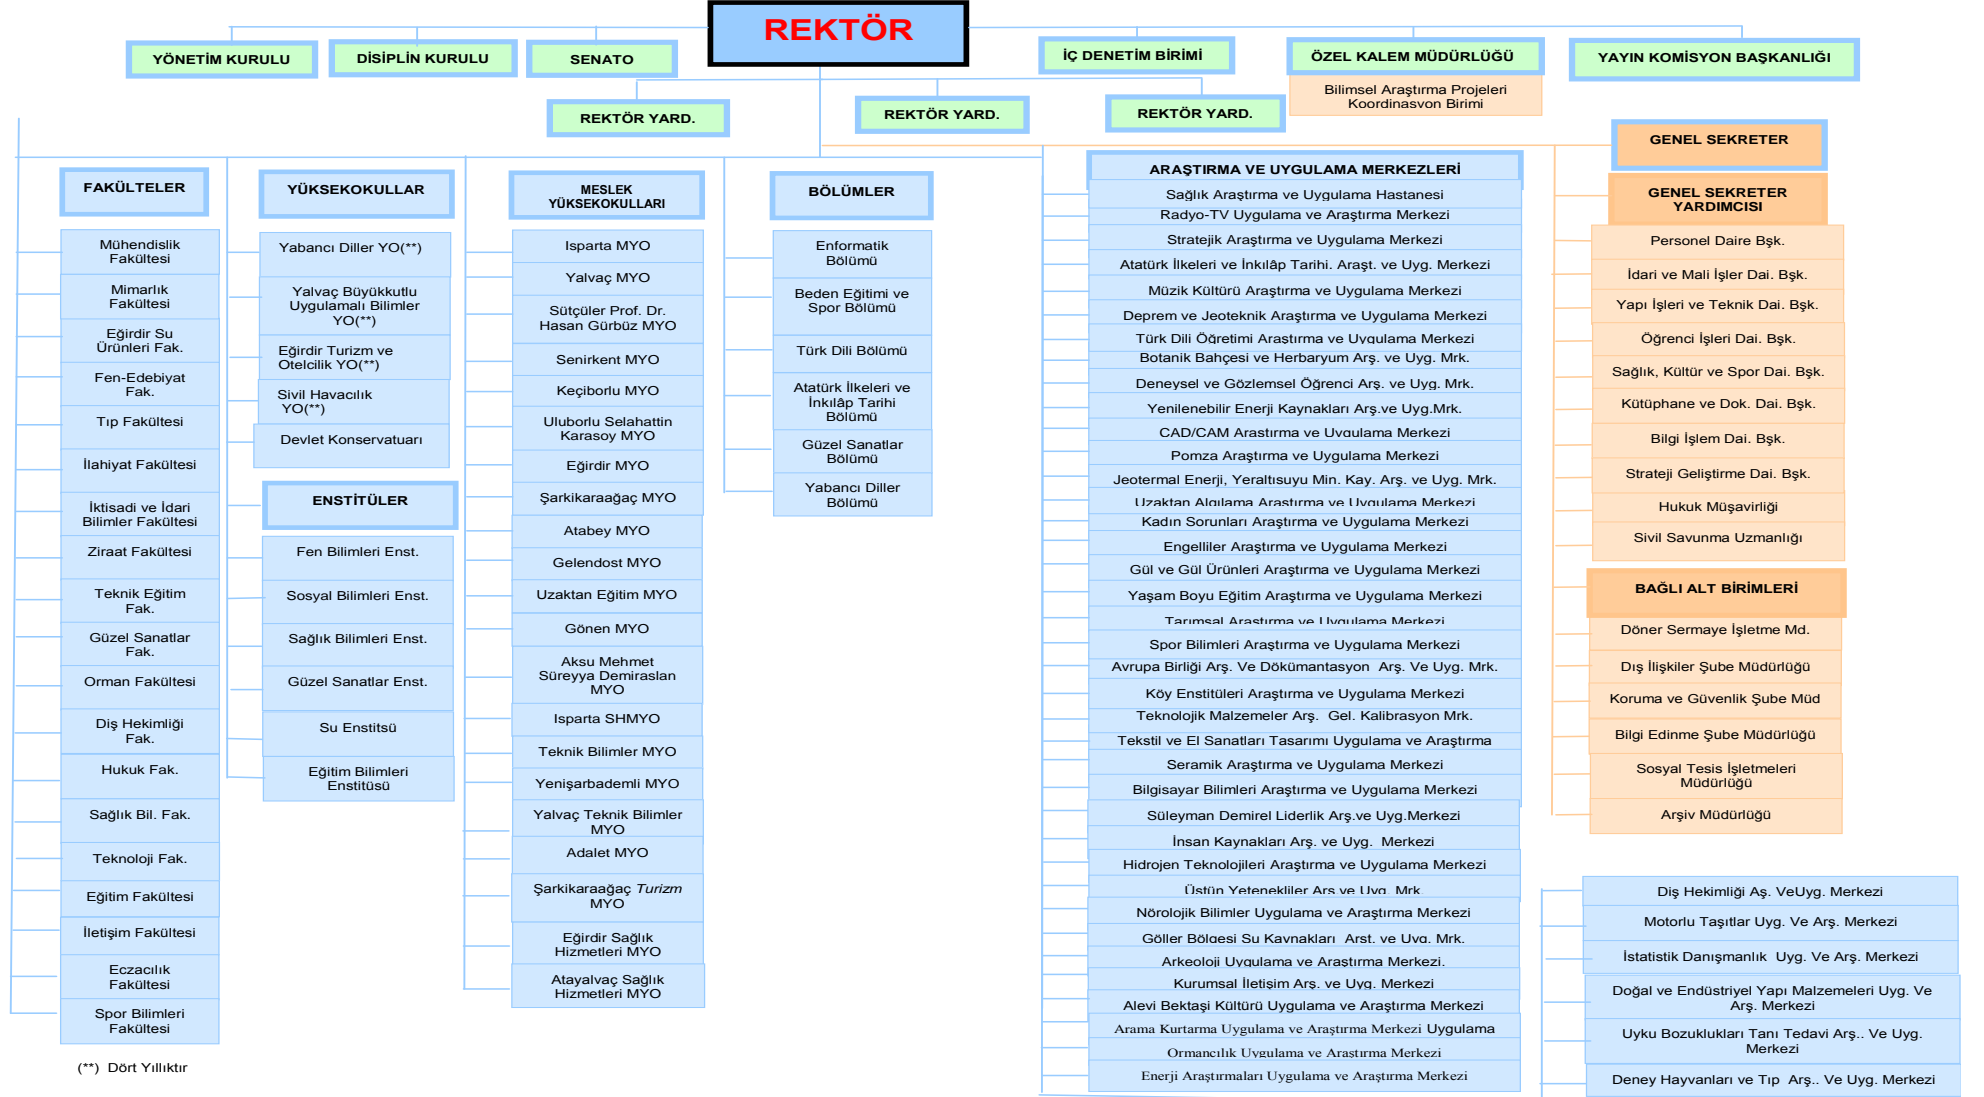 REKTÖR
YÖNETİM KURULU
DİSİPLİN KURULU
SENATO
İÇ DENETİM BİRİMİ
ÖZEL KALEM MÜDÜRLÜĞÜ
YAYIN KOMİSYON BAŞKANLIĞI
Bilimsel Araştırma Projeleri
Koordinasyon Birimi
REKTÖR YARD.
REKTÖR YARD.
REKTÖR YARD.
FAKÜLTELER
Mühendislik
Fakültesi
Mimarlık
Fakültesi
Eğirdir Su
Ürünleri Fak.
Fen-Edebiyat
Fak.
Tıp Fakültesi
İlahiyat Fakültesi
İktisadi ve İdari
Bilimler Fakültesi
Ziraat Fakültesi
Teknik Eğitim
Fak.
Güzel Sanatlar
Fak.
Orman Fakültesi
Diş Hekimliği
Fak.
Hukuk Fak.
Sağlık Bil. Fak.
Teknoloji Fak.
Eğitim Fakültesi
İletişim Fakültesi
Eczacılık
Fakültesi
Spor Bilimleri
Fakültesi
(**) Dört Yıllıktır
YÜKSEKOKULLAR
Yabancı Diller YO(**)
Yalvaç Büyükkutlu
Uygulamalı Bilimler
YO(**)
Eğirdir Turizm ve
Otelcilik YO(**)
Sivil Havacılık
YO(**)
Devlet Konservatuarı
ENSTİTÜLER
Fen Bilimleri Enst.
Sosyal Bilimleri Enst.
Sağlık Bilimleri Enst.
Güzel Sanatlar Enst.
Su Enstitsü
Eğitim Bilimleri
Enstitüsü
MESLEK
YÜKSEKOKULLARI
Isparta MYO
Yalvaç MYO
Sütçüler Prof. Dr.
Hasan Gürbüz MYO
Senirkent MYO
Keçiborlu MYO
Uluborlu Selahattin
Karasoy MYO
Eğirdir MYO
Şarkikaraağaç MYO
Atabey MYO
Gelendost MYO
Uzaktan Eğitim MYO
Gönen MYO
Aksu Mehmet
Süreyya Demiraslan
MYO
Isparta SHMYO
Teknik Bilimler MYO
Yenişarbademli MYO
Yalvaç Teknik Bilimler
MYO
Adalet MYO
Şarkikaraağaç Turizm
MYO
Eğirdir Sağlık
Hizmetleri MYO
Atayalvaç Sağlık
Hizmetleri MYO
BÖLÜMLER
Enformatik
Bölümü
Beden Eğitimi ve
Spor Bölümü
Türk Dili Bölümü
Atatürk İlkeleri ve
İnkılâp Tarihi
Bölümü
Güzel Sanatlar
Bölümü
Yabancı Diller
Bölümü
ARAŞTIRMA VE UYGULAMA MERKEZLERİ
Sağlık Araştırma ve Uygulama Hastanesi
Radyo-TV Uygulama ve Araştırma Merkezi
Stratejik Araştırma ve Uygulama Merkezi
Atatürk İlkeleri ve İnkılâp Tarihi. Araşt. ve Uyg. Merkezi
Müzik Kültürü Araştırma ve Uygulama Merkezi
Deprem ve Jeoteknik Araştırma ve Uygulama Merkezi
Türk Dili Öğretimi Araştırma ve Uygulama Merkezi
Botanik Bahçesi ve Herbaryum Arş. ve Uyg. Mrk.
Deneysel ve Gözlemsel Öğrenci Arş. ve Uyg. Mrk.
Yenilenebilir Enerji Kaynakları Arş.ve Uyg.Mrk.
CAD/CAM Araştırma ve Uygulama Merkezi
Pomza Araştırma ve Uygulama Merkezi
Jeotermal Enerji, Yeraltısuyu Min. Kay. Arş. ve Uyg. Mrk.
Uzaktan Algılama Araştırma ve Uygulama Merkezi
Kadın Sorunları Araştırma ve Uygulama Merkezi
Engelliler Araştırma ve Uygulama Merkezi
Gül ve Gül Ürünleri Araştırma ve Uygulama Merkezi
Yaşam Boyu Eğitim Araştırma ve Uygulama Merkezi
Tarımsal Araştırma ve Uygulama Merkezi
Spor Bilimleri Araştırma ve Uygulama Merkezi
Avrupa Birliği Arş. Ve Dökümantasyon Arş. Ve Uyg. Mrk.
Köy Enstitüleri Araştırma ve Uygulama Merkezi
Teknolojik Malzemeler Arş. Gel. Kalibrasyon Mrk.
Tekstil ve El Sanatları Tasarımı Uygulama ve Araştırma
Seramik Araştırma ve Uygulama Merkezi
Bilgisayar Bilimleri Araştırma ve Uygulama Merkezi
Süleyman Demirel Liderlik Arş.ve Uyg.Merkezi
İnsan Kaynakları Arş. ve Uyg. Merkezi
Hidrojen Teknolojileri Araştırma ve Uygulama Merkezi
Üstün Yetenekliler Arş ve Uyg. Mrk.
Nörolojik Bilimler Uygulama ve Araştırma Merkezi
Göller Bölgesi Su Kaynakları Arşt. ve Uyg. Mrk.
Arkeoloji Uygulama ve Araştırma Merkezi.
Kurumsal İletişim Arş. ve Uyg. Merkezi
Alevi Bektaşi Kültürü Uygulama ve Araştırma Merkezi
Arama Kurtarma Uygulama ve Araştırma Merkezi Uygulama
Ormancılık Uygulama ve Araştırma Merkezi
Enerji Araştırmaları Uygulama ve Araştırma Merkezi
GENEL SEKRETER
GENEL SEKRETER
YARDIMCISI
Personel Daire Bşk.
İdari ve Mali İşler Dai. Bşk.
Yapı İşleri ve Teknik Dai. Bşk.
Öğrenci İşleri Dai. Bşk.
Sağlık, Kültür ve Spor Dai. Bşk.
Kütüphane ve Dok. Dai. Bşk.
Bilgi İşlem Dai. Bşk.
Strateji Geliştirme Dai. Bşk.
Hukuk Müşavirliği
Sivil Savunma Uzmanlığı
BAĞLI ALT BİRİMLERİ
Döner Sermaye İşletme Md.
Dış İlişkiler Şube Müdürlüğü
Koruma ve Güvenlik Şube Müd
Bilgi Edinme Şube Müdürlüğü
Sosyal Tesis İşletmeleri
Müdürlüğü
Arşiv Müdürlüğü
Diş Hekimliği Aş. VeUyg. Merkezi
Motorlu Taşıtlar Uyg. Ve Arş. Merkezi
İstatistik Danışmanlık Uyg. Ve Arş. Merkezi
Doğal ve Endüstriyel Yapı Malzemeleri Uyg. Ve
Arş. Merkezi
Uyku Bozuklukları Tanı Tedavi Arş.. Ve Uyg.
Merkezi
Deney Hayvanları ve Tıp Arş.. Ve Uyg. Merkezi